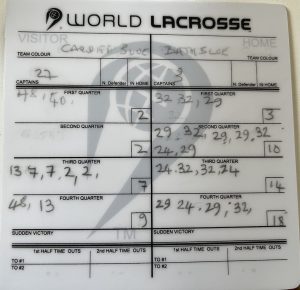 WORLD LACROSSE
VISITOR HOME
TEAM COLOUR CARDIFF BLUE BLUE TEAM COLOUR
27 3
CAPTAINS N. Defender IN HOME CAPTAINS N. Defender IN HOME
FIRST QUARTER FIRST QUARTER
48, 40, 2 32 32, 29 3
SECOND QUARTER SECOND QUARTER
29, 32, 29, 29, 32
2 24, 29 10
THIRD QUARTER THIRD QUARTER
13 7, 7, 2, 2, 7 24 32, 32, 24 14
FOURTH QUARTER FOURTH QUARTER
48, 13 9 29 24, 29, 32, 18
SUDDEN VICTORY SUDDEN VICTORY
1st HALF TIME OUTS 2nd HALF TIME OUTS 1st HALF TIME OUTS 2nd HALF TIME OUTS
TO #1 TO #1
TO #2 TO #2